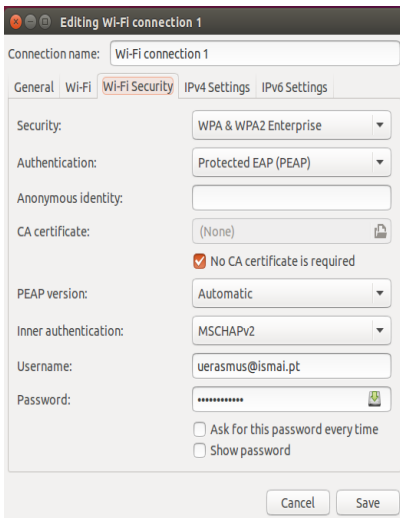 Editing Wi-Fi connection 1
Connection name: Wi-Fi connection 1
General Wi-Fi Wi-Fi Security IPv4 Settings IPv6 Settings
Security: WPA & WPA2 Enterprise
Authentication: Protected EAP (PEAP)
Anonymous identity:
CA certificate: (None)
No CA certificate is required
PEAP version: Automatic
Inner authentication: MSCHAPv2
Username: uerasmus@ismai.pt
Password: ••••••••••••
Ask for this password every time
Show password
Cancel Save